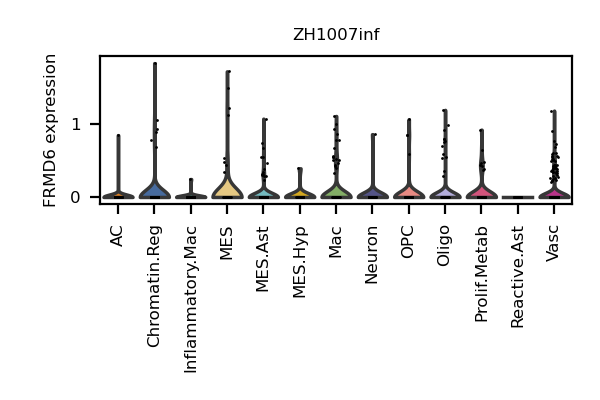 ZH1007inf
FRMD6 expression
1
0
AC
Chromatin.Reg
Inflammatory.Mac
MES
MES.Ast
MES.Hyp
Mac
Neuron
OPC
Oligo
Prolif.Metab
Reactive.Ast
Vasc